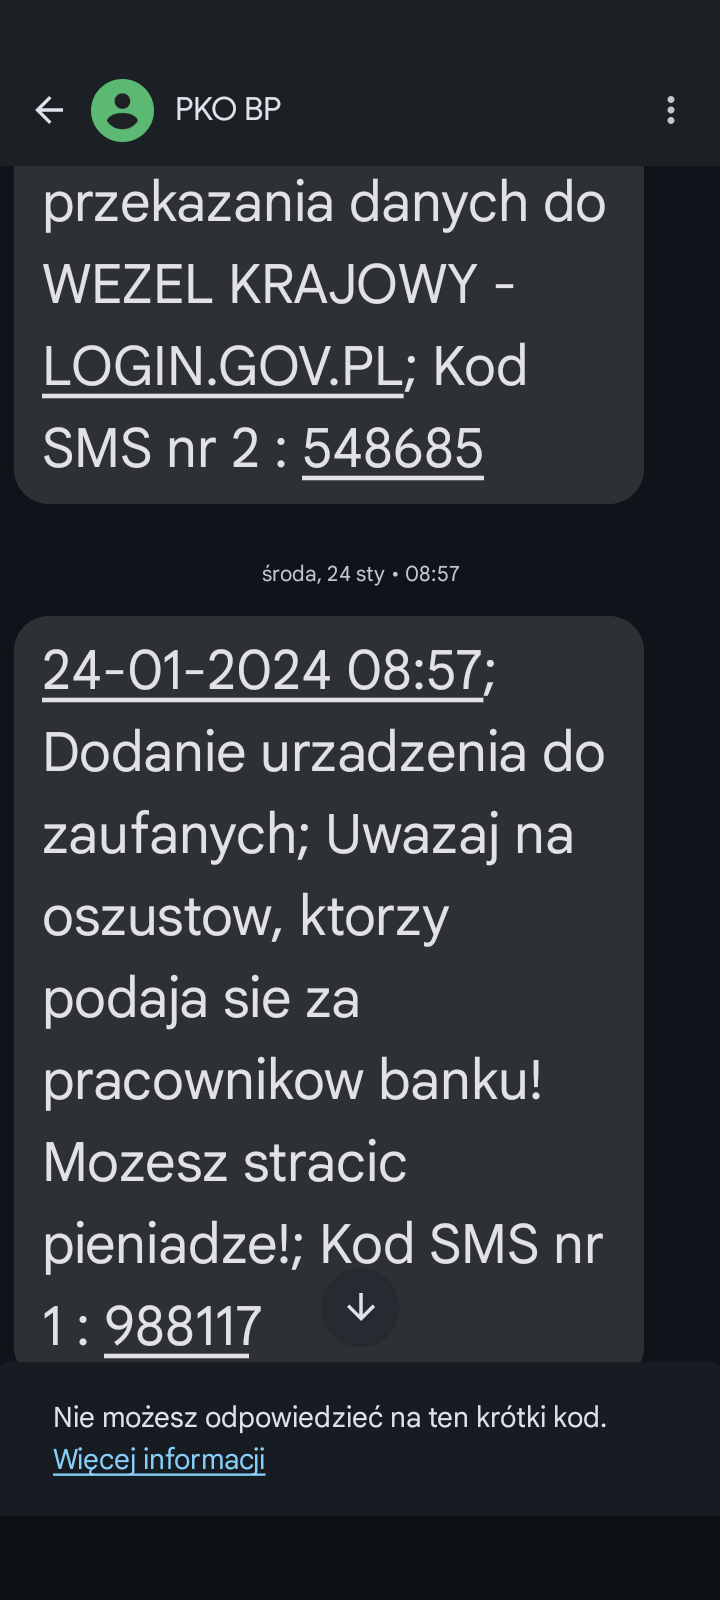 PKO BP
przekazania danych do
WEZEL KRAJOWY -
LOGIN.GOV.PL; Kod
SMS nr 2 : 548685
środa, 24 sty • 08:57
24-01-2024 08:57;
Dodanie urzadzenia do
zaufanych; Uwazaj na
oszustow, ktorzy
podaja sie za
pracownikow banku!
Mozesz stracic
pieniadze!; Kod SMS nr
1 : 988117
Nie możesz odpowiedzieć na ten krótki kod.
Więcej informacji